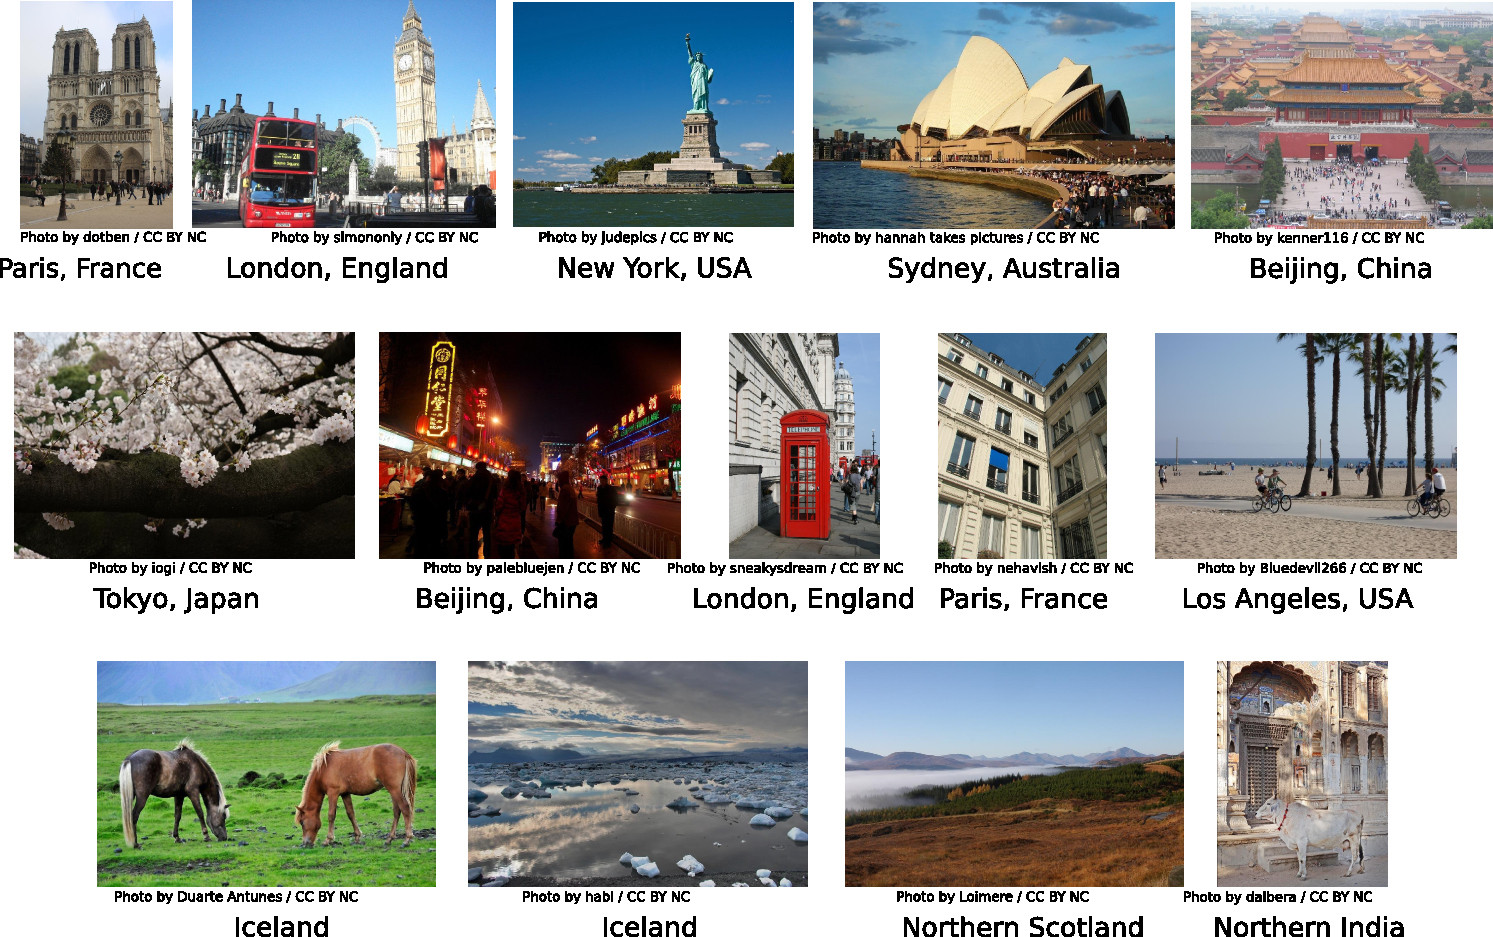 Photo by dotben / CC BY NC
Paris, France
Photo by simononly / CC BY NC
London, England
Photo by judepics / CC BY NC
New York, USA
Photo by hannah takes pictures / CC BY NC
Sydney, Australia
Photo by kenner116 / CC BY NC
Beijing, China
同仁堂
TELEPHONE
Photo by iogi / CC BY NC
Tokyo, Japan
Photo by palebluejen / CC BY NC
Beijing, China
Photo by sneakysdream / CC BY NC
London, England
Photo by nehavish / CC BY NC
Paris, France
Photo by Bluedevil266 / CC BY NC
Los Angeles, USA
Photo by Duarte Antunes / CC BY NC
Iceland
Photo by habi / CC BY NC
Iceland
Photo by Loimere / CC BY NC
Northern Scotland
Photo by dalbera / CC BY NC
Northern India